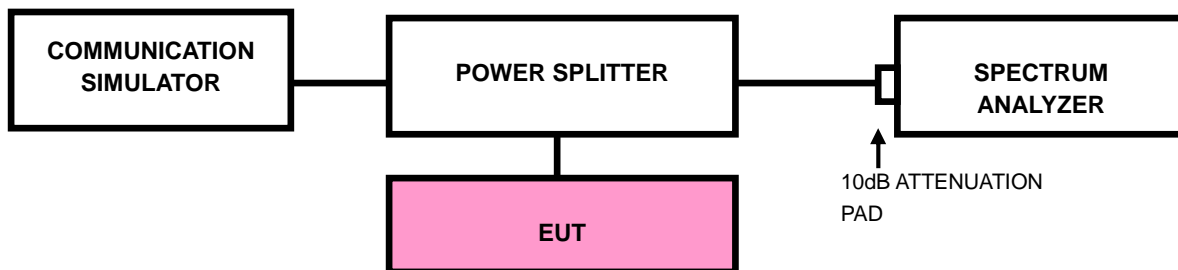 COMMUNICATION
SIMULATOR
POWER SPLITTER
SPECTRUM
ANALYZER
10dB ATTENUATION
PAD
EUT